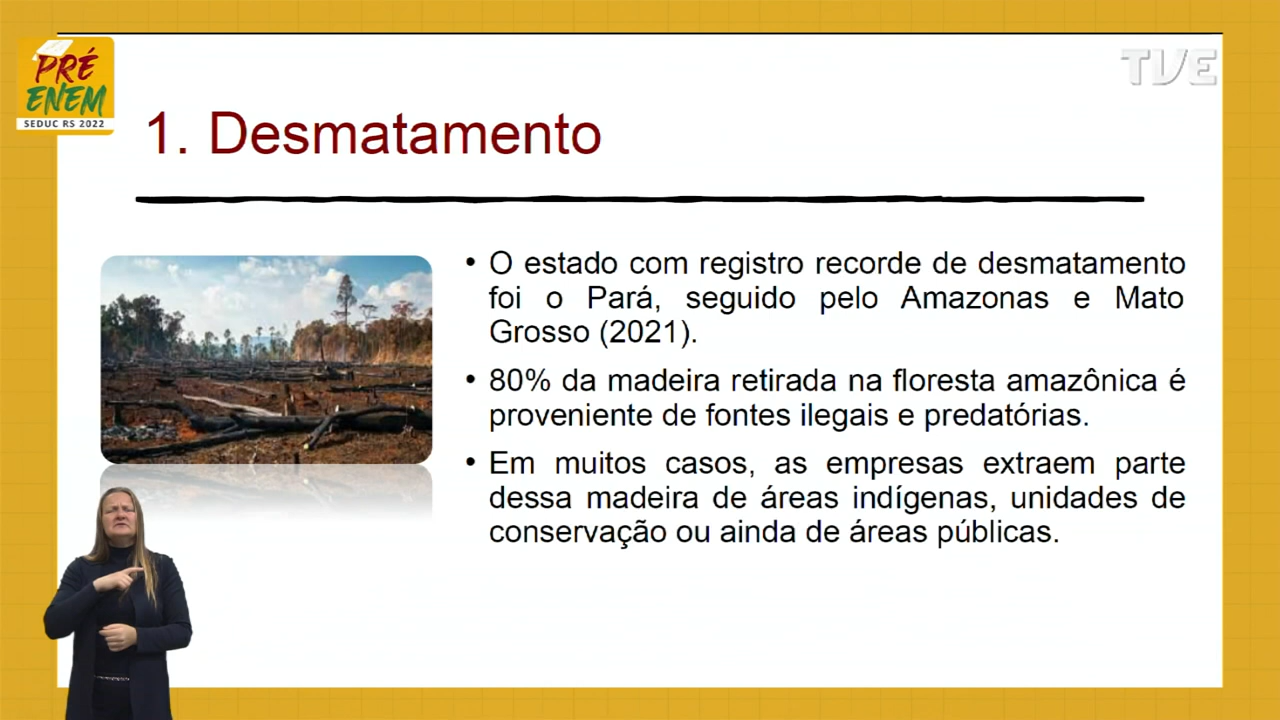 PRÉ
ENEM
SEDUC RS 2022
TVE
1. Desmatamento
• O estado com registro recorde de desmatamento
foi o Pará, seguido pelo Amazonas e Mato
Grosso (2021).
• 80% da madeira retirada na floresta amazônica é
proveniente de fontes ilegais e predatórias.
• Em muitos casos, as empresas extraem parte
dessa madeira de áreas indígenas, unidades de
conservação ou ainda de áreas públicas.